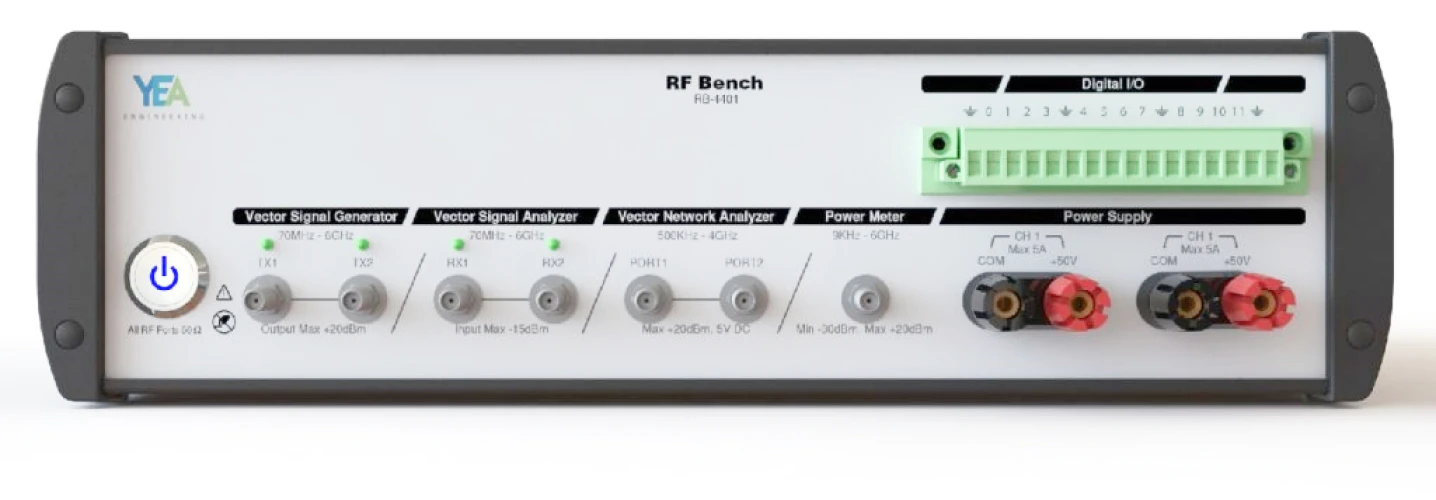 YEA
ENGINEERING
RF Bench
RB-4401
Digital I/O
0 1 2 3 4 5 6 7 8 9 10 11
Vector Signal Generator
70MHz - 6GHz
TX1 TX2
Output Max +20dBm
Vector Signal Analyzer
70MHz - 6GHz
RX1 RX2
Input Max -15dBm
Vector Network Analyzer
500KHz - 4GHz
PORT1 PORT2
Max +20dBm, 5V DC
Power Meter
9KHz - 6GHz
Min -30dBm, Max +20dBm
Power Supply
CH 1
Max 5A
COM +50V
CH 1
Max 5A
COM +50V
All RF Ports 50Ω